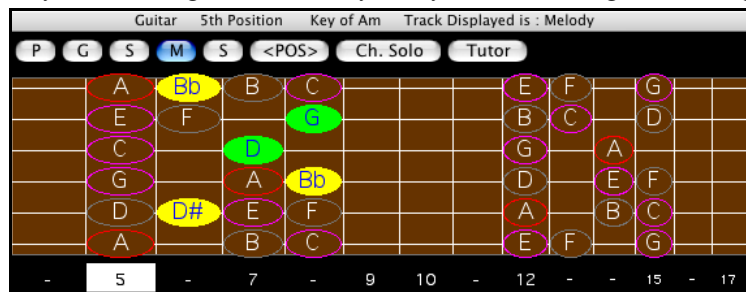 Guitar 5th Position Key of Am Track Displayed is : Melody
P G S M S <POS> Ch. Solo Tutor
A Bb B C E F G
E F G B C D
C D G A
G A Bb D E F
D D# E F A B C
A B C E F G
- 5 - 7 - 9 10 - 12 - - 15 - 17